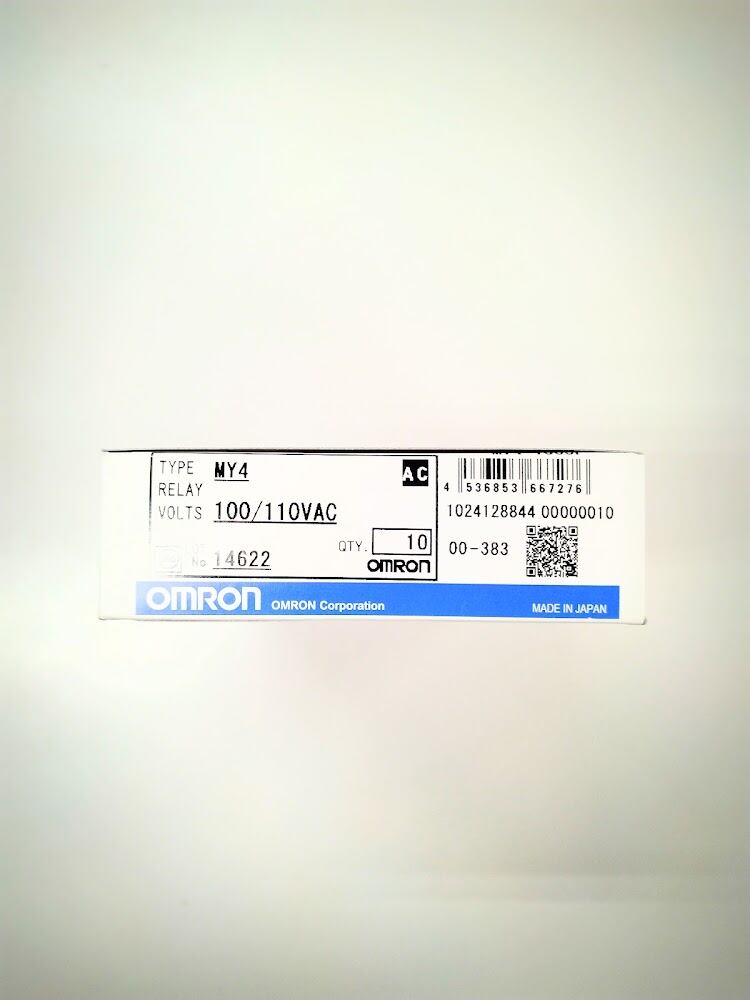 TYPE MY4
RELAY
AC
VOLTS 100/110VAC
QTY. 10
No 14622
OMRON
4 536853 667276
1024128844 00000010
00-383
OMRON OMRON Corporation
MADE IN JAPAN